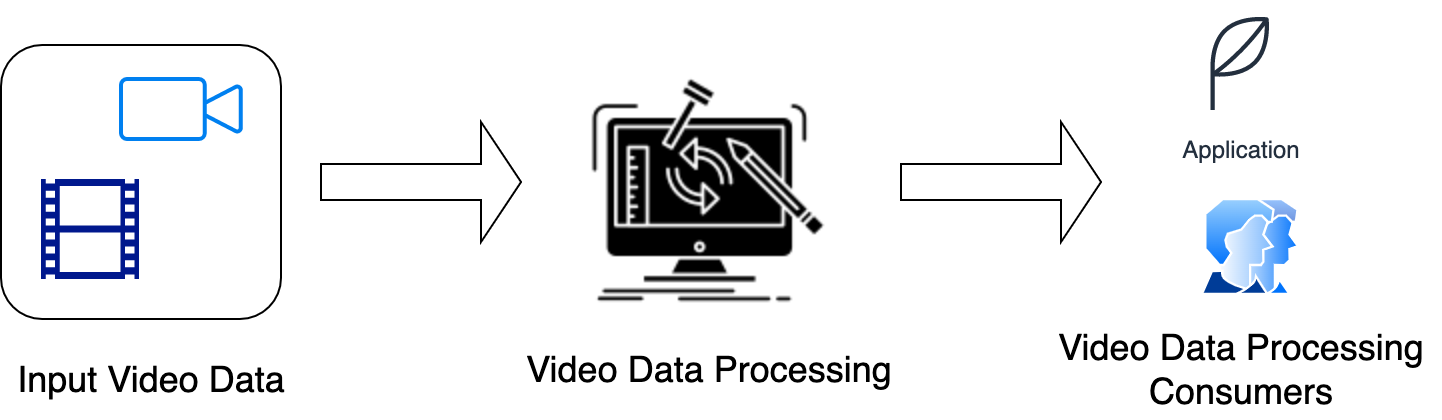 Application
Input Video Data
Video Data Processing
Video Data Processing
Consumers